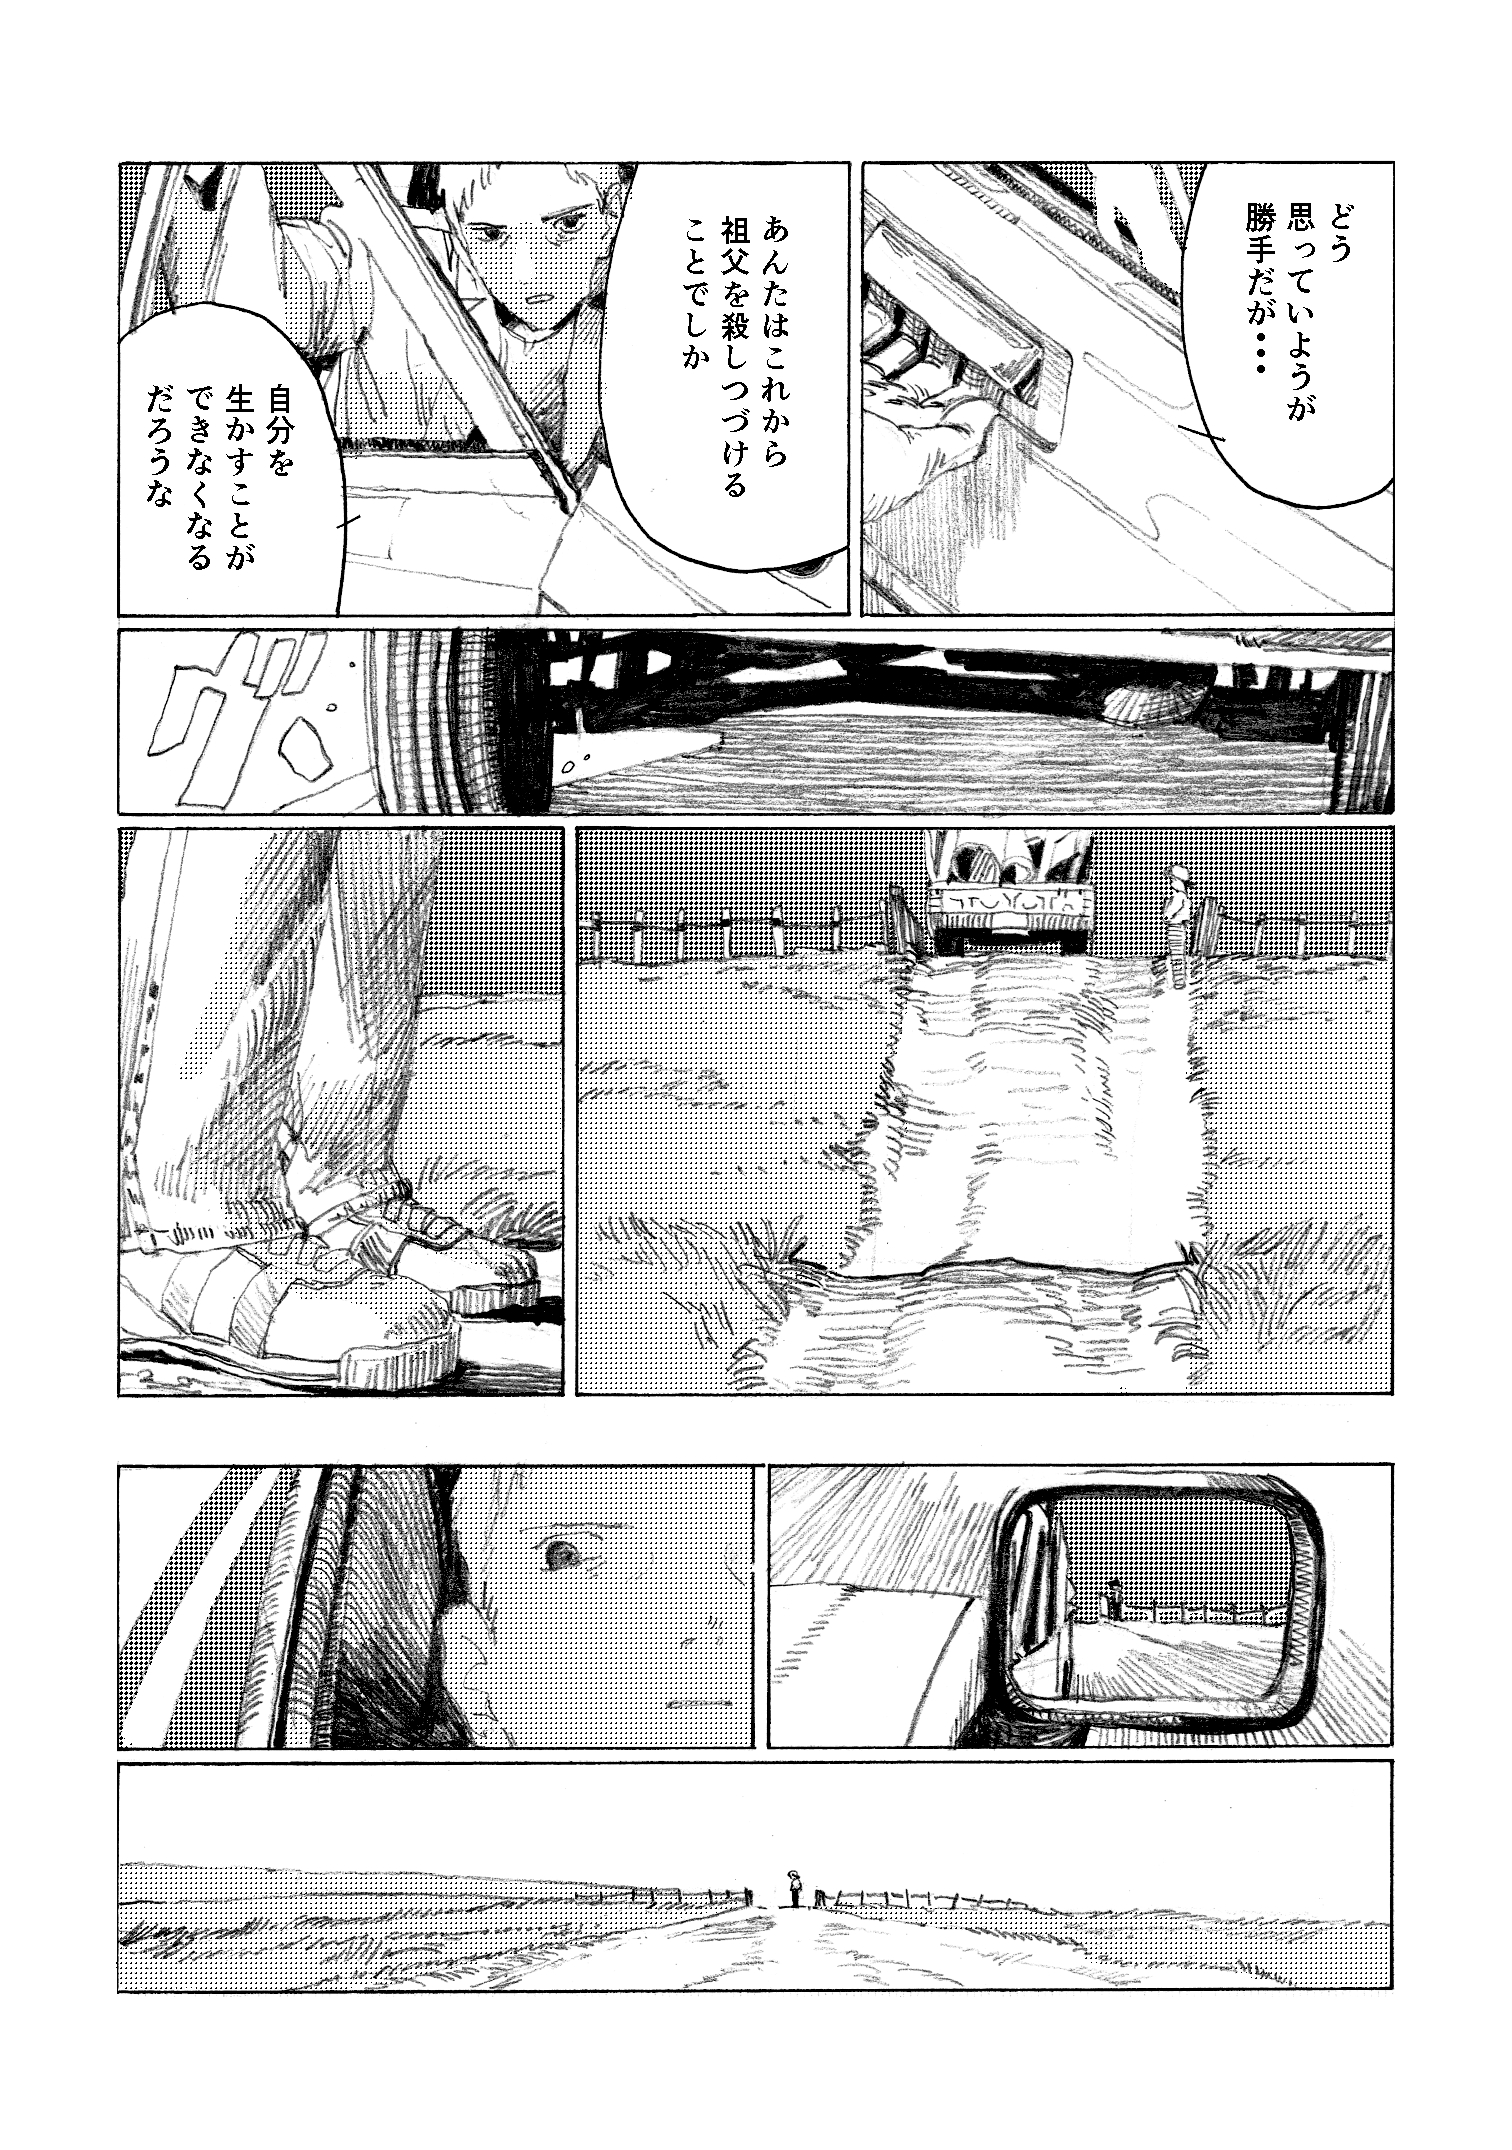 どう
思っていようが
勝手だが・・・
あんたはこれから
祖父を殺しつづける
ことでしか
自分を
生かすことが
できなくなる
だろうな
TOYOTA